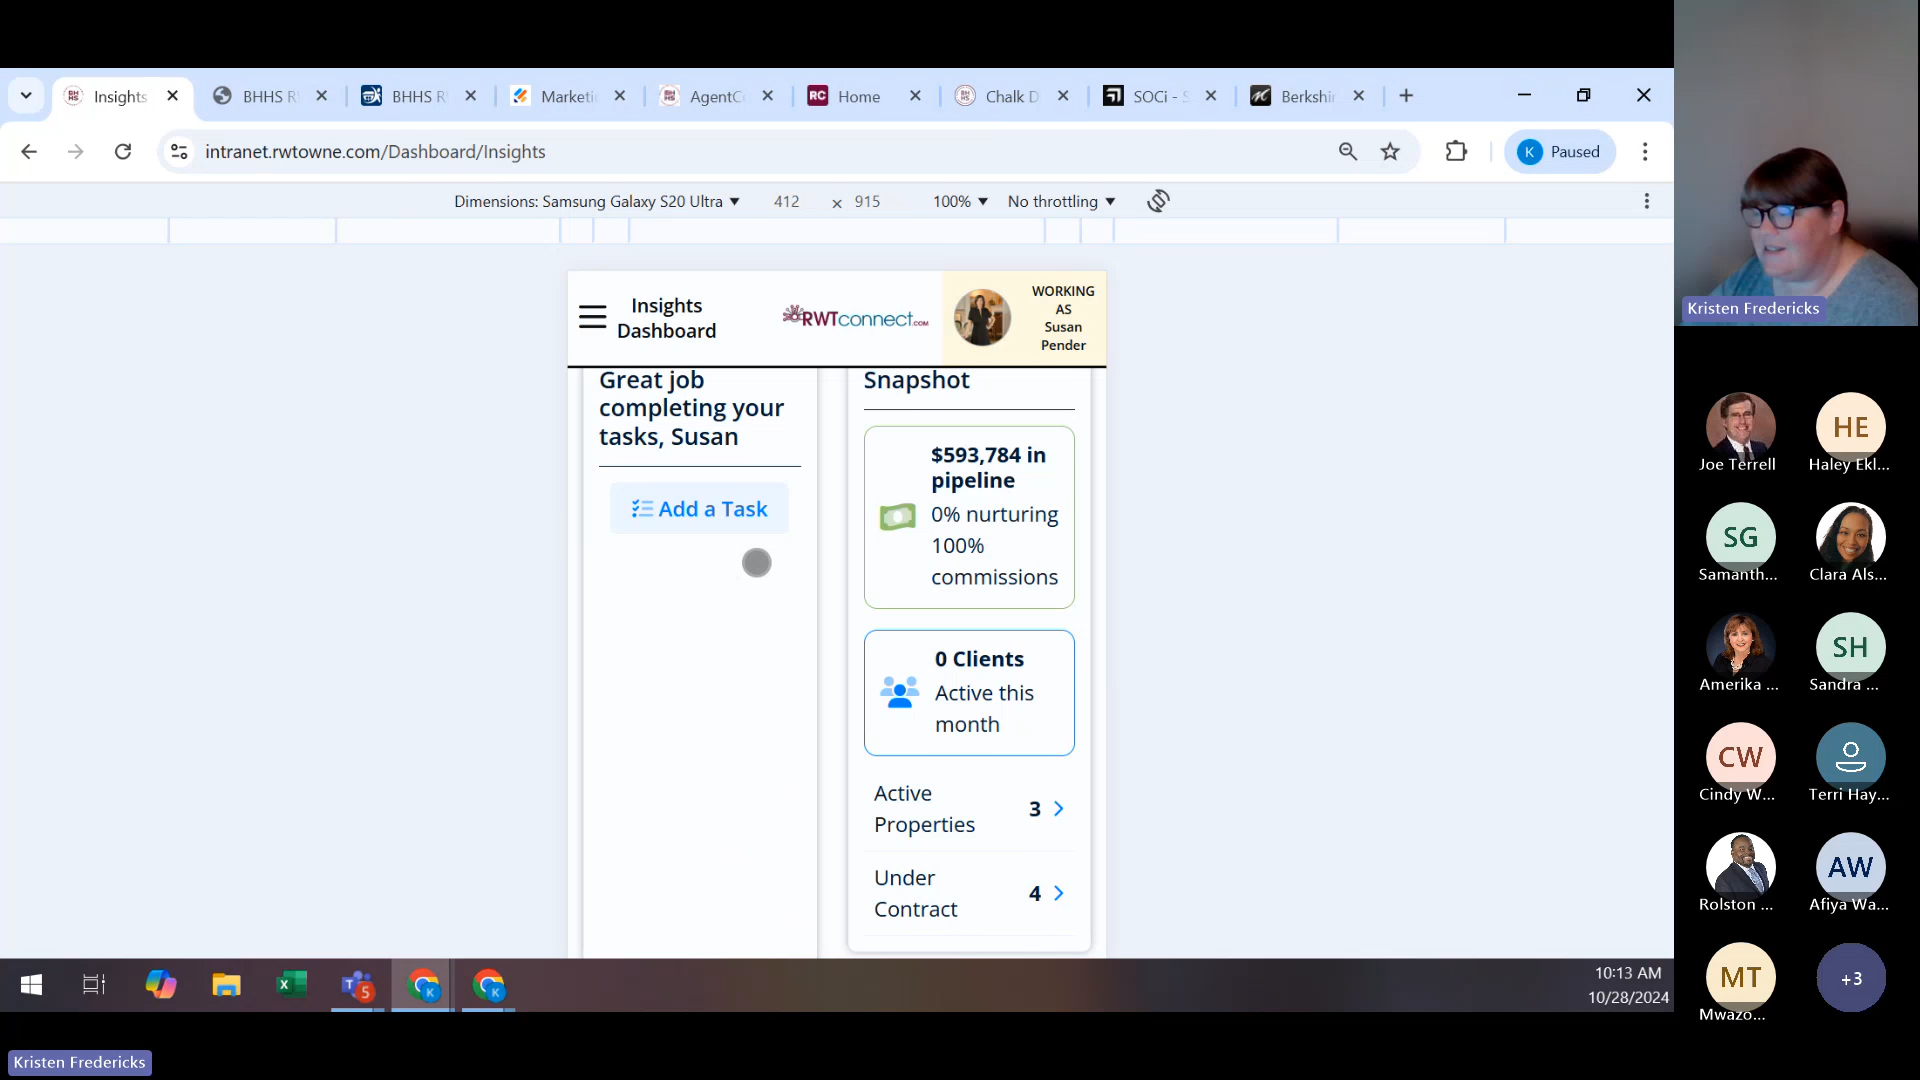 Insights
BHHS R
BHHS R
Marketi
AgentC
RC Home
Chalk D
SOCi - S
Berkshi
intranet.rwtowne.com/Dashboard/Insights
K Paused
Dimensions: Samsung Galaxy S20 Ultra
412 x 915
100%
No throttling
Insights
Dashboard
RWTconnect.COM
WORKING
AS
Susan
Pender
Great job
completing your
tasks, Susan
Add a Task
Snapshot
$593,784 in
pipeline
0% nurturing
100%
commissions
0 Clients
Active this
month
Active
Properties
3
Under
Contract
4
10:13 AM
10/28/2024
Kristen Fredericks
Kristen Fredericks
Joe Terrell
HE
Haley Ekl...
SG
Samanth...
Clara Als...
Amerika ...
SH
Sandra ...
CW
Cindy W...
Terri Hay...
Rolston ...
AW
Afiya Wa...
MT
Mwazo...
+3